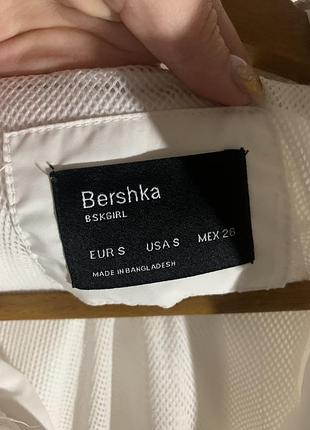 Bershka
BSKGIRL
EUR S USA S MEX 26
MADE IN BANGLADESH